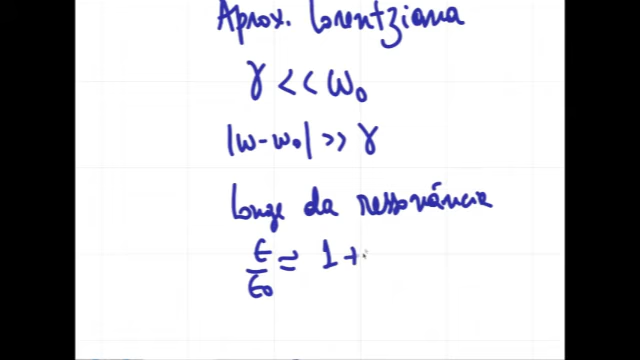 Aprox. Lorentziana
γ << ω₀
|ω-ω₀| >> γ
Longe da ressonância
ϵ/ϵ₀ ≅ 1 +